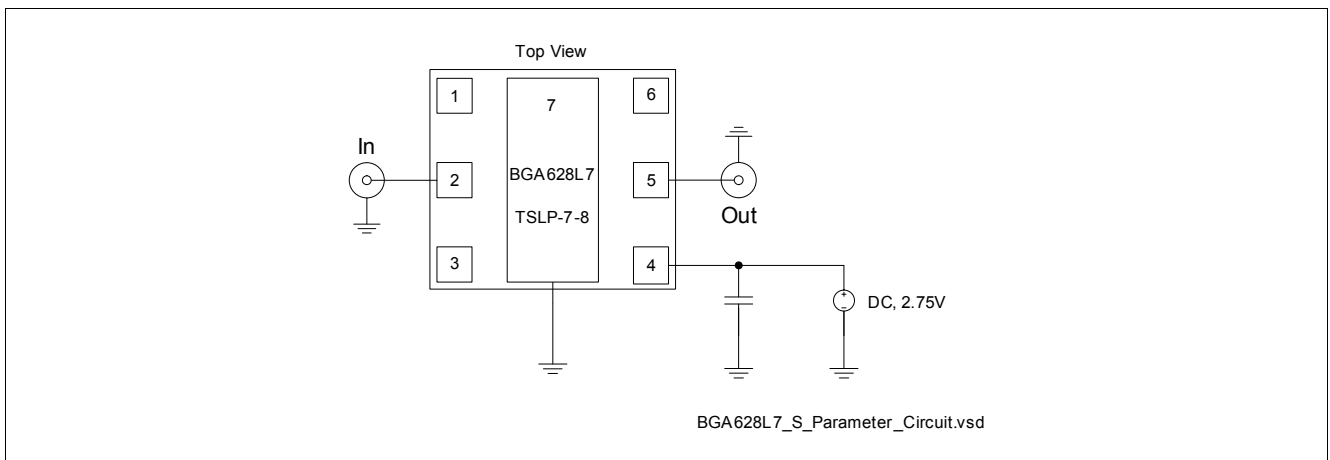 Top View
1
7
6
In
2
BGA628L7
5
TSLP-7-8
Out
3
4
+
−
DC, 2.75V
BGA628L7_S_Parameter_Circuit.vsd